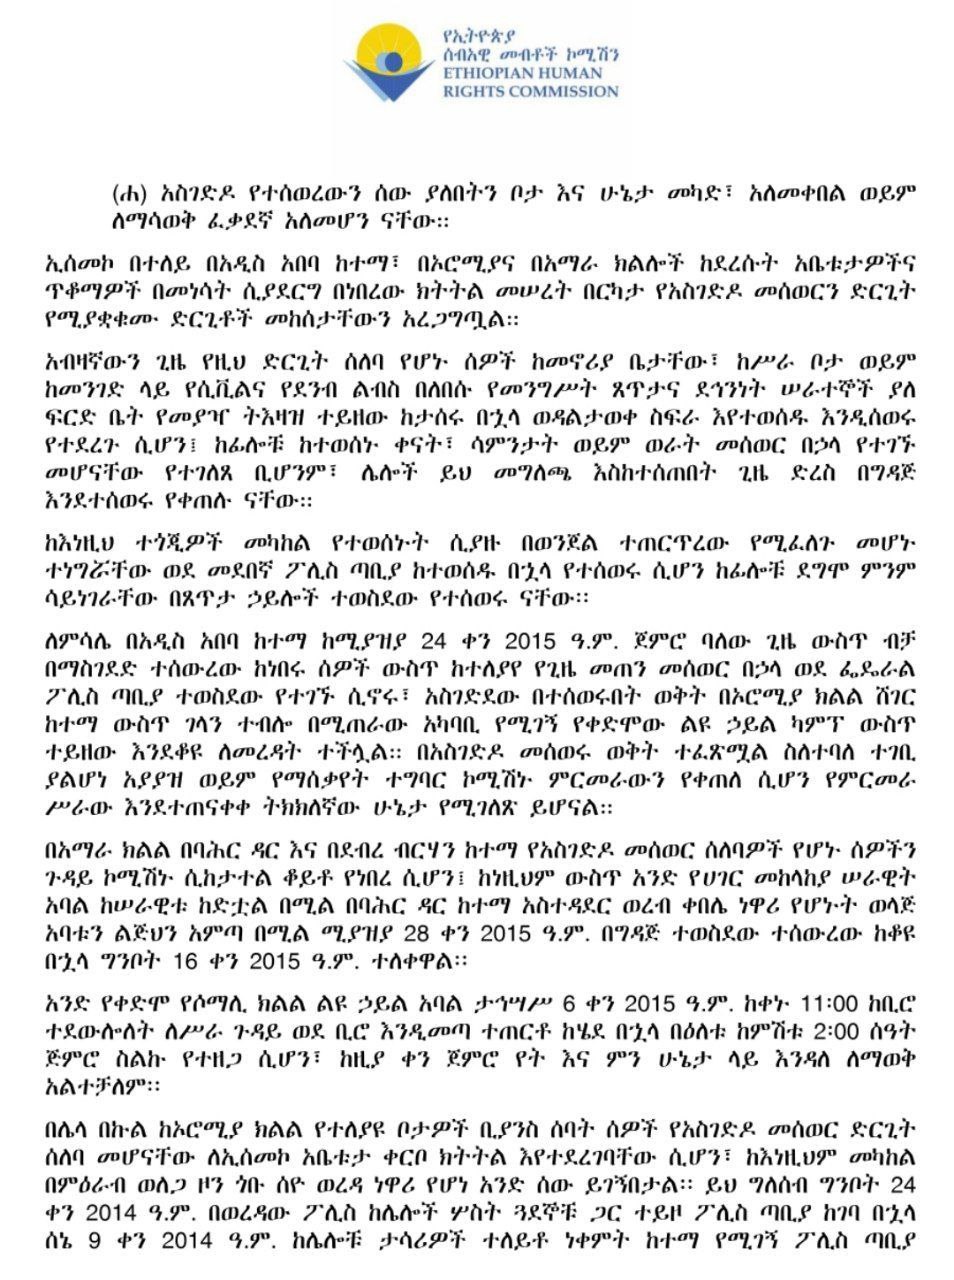 የኢትዮጵያ
ሰብአዊ መብቶች ኮሚሽን
ETHIOPIAN HUMAN
RIGHTS COMMISSION
(ሐ) አስገድዶ የተሰወረውን ሰው ያለበትን ቦታ እና ሁኔታ መካድ፣ አለመቀበል ወይም
ለማሳወቅ ፈቃደኛ አለመሆን ናቸው።
ኢሰመኮ በተለይ በአዲስ አበባ ከተማ፣ በኦሮሚያና በአማራ ክልሎች ከደረሱት አቤቱታዎችና
ጥቆማዎች በመነሳት ሲያደርግ በነበረው ክትትል መሠረት በርካታ የአስገድዶ መሰወርን ድርጊት
የሚያቋቁሙ ድርጊቶች መከሰታቸውን አረጋግጧል።
አብዛኛውን ጊዜ የዚህ ድርጊት ሰለባ የሆኑ ሰዎች ከመኖሪያ ቤታቸው፣ ከሥራ ቦታ ወይም
ከመንገድ ላይ የሲቪልና የደንብ ልብስ በለበሱ የመንግሥት ጸጥታና ደኅንነት ሠራተኞች ያለ
ፍርድ ቤት የመያዣ ትእዛዝ ተይዘው ከታሰሩ በኋላ ወዳልታወቀ ስፍራ እየተወሰዱ እንዲሰወሩ
የተደረጉ ሲሆን፤ ከፊሎቹ ከተወሰኑ ቀናት፣ ሳምንታት ወይም ወራት መሰወር በኃላ የተገኙ
መሆናቸው የተገለጸ ቢሆንም፣ ሌሎች ይህ መግለጫ እስከተሰጠበት ጊዜ ድረስ በግዳጅ
እንደተሰወሩ የቀጠሉ ናቸው።
ከእነዚህ ተጎጂዎች መካከል የተወሰኑት ሲያዙ በወንጀል ተጠርጥረው የሚፈለጉ መሆኑ
ተነግሯቸው ወደ መደበኛ ፖሊስ ጣቢያ ከተወሰዱ በኋላ የተሰወሩ ሲሆን ከፊሎቹ ደግሞ ምንም
ሳይነገራቸው በጸጥታ ኃይሎች ተወስደው የተሰወሩ ናቸው።
ለምሳሌ በአዲስ አበባ ከተማ ከሚያዝያ 24 ቀን 2015 ዓ.ም. ጀምሮ ባለው ጊዜ ውስጥ ብቻ
በማስገደድ ተሰውረው ከነበሩ ሰዎች ውስጥ ከተለያየ የጊዜ መጠን መሰወር በኃላ ወደ ፌዴራል
ፖሊስ ጣቢያ ተወስደው የተገኙ ሲኖሩ፣ አስገድደው በተሰወሩበት ወቅት በኦሮሚያ ክልል ሸገር
ከተማ ውስጥ ገላን ተብሎ በሚጠራው አካባቢ የሚገኝ የቀድሞው ልዩ ኃይል ካምፕ ውስጥ
ተይዘው እንደቆዩ ለመረዳት ተችሏል። በአስገድዶ መሰወሩ ወቅት ተፈጽሟል ስለተባለ ተገቢ
ያልሆነ አያያዝ ወይም የማሰቃየት ተግባር ኮሚሽኑ ምርመራውን የቀጠለ ሲሆን የምርመራ
ሥራው እንደተጠናቀቀ ትክክለኛው ሁኔታ የሚገለጽ ይሆናል።
በአማራ ክልል በባሕር ዳር እና በደብረ ብርሃን ከተማ የአስገድዶ መሰወር ሰለባዎች የሆኑ ሰዎችን
ጉዳይ ኮሚሽኑ ሲከታተል ቆይቶ የነበረ ሲሆን፤ ከነዚህም ውስጥ አንድ የሀገር መከላከያ ሠራዊት
አባል ከሠራዊቱ ከድቷል በሚል በባሕር ዳር ከተማ አስተዳደር ወረብ ቀበሌ ነዋሪ የሆኑት ወላጅ
አባቱን ልጅህን አምጣ በሚል ሚያዝያ 28 ቀን 2015 ዓ.ም. በግዳጅ ተወስደው ተሰውረው ከቆዩ
በኋላ ግንቦት 16 ቀን 2015 ዓ.ም. ተለቀዋል።
አንድ የቀድሞ የሶማሊ ክልል ልዩ ኃይል አባል ታኅሣሥ 6 ቀን 2015 ዓ.ም. ከቀኑ 11፡00 ከቢሮ
ተደውሎለት ለሥራ ጉዳይ ወደ ቢሮ እንዲመጣ ተጠርቶ ከሄደ በኋላ በዕለቱ ከምሽቱ 2፡00 ሰዓት
ጅምሮ ስልኩ የተዘጋ ሲሆን፣ ከዚያ ቀን ጀምሮ የት እና ምን ሁኔታ ላይ እንዳለ ለማወቅ
አልተቻለም።
በሌላ በኩል ከኦሮሚያ ክልል የተለያዩ ቦታዎች ቢያንስ ሰባት ሰዎች የአስገድዶ መሰወር ድርጊት
ሰለባ መሆናቸው ለኢሰመኮ አቤቱታ ቀርቦ ክትትል እየተደረገባቸው ሲሆን፣ ከእነዚህም መካከል
በምዕራብ ወለጋ ዞን ጎቡ ሰዮ ወረዳ ነዋሪ የሆነ አንድ ሰው ይገኝበታል። ይህ ግለሰብ ግንቦት 24
ቀን 2014 ዓ.ም. በወረዳው ፖሊስ ከሌሎች ሦስት ጓደኞቹ ጋር ተይዞ ፖሊስ ጣቢያ ከገባ በኋላ
ሰኔ 9 ቀን 2014 ዓ.ም. ከሌሎቹ ታሳሪዎች ተለይቶ ነቀምት ከተማ የሚገኝ ፖሊስ ጣቢያ